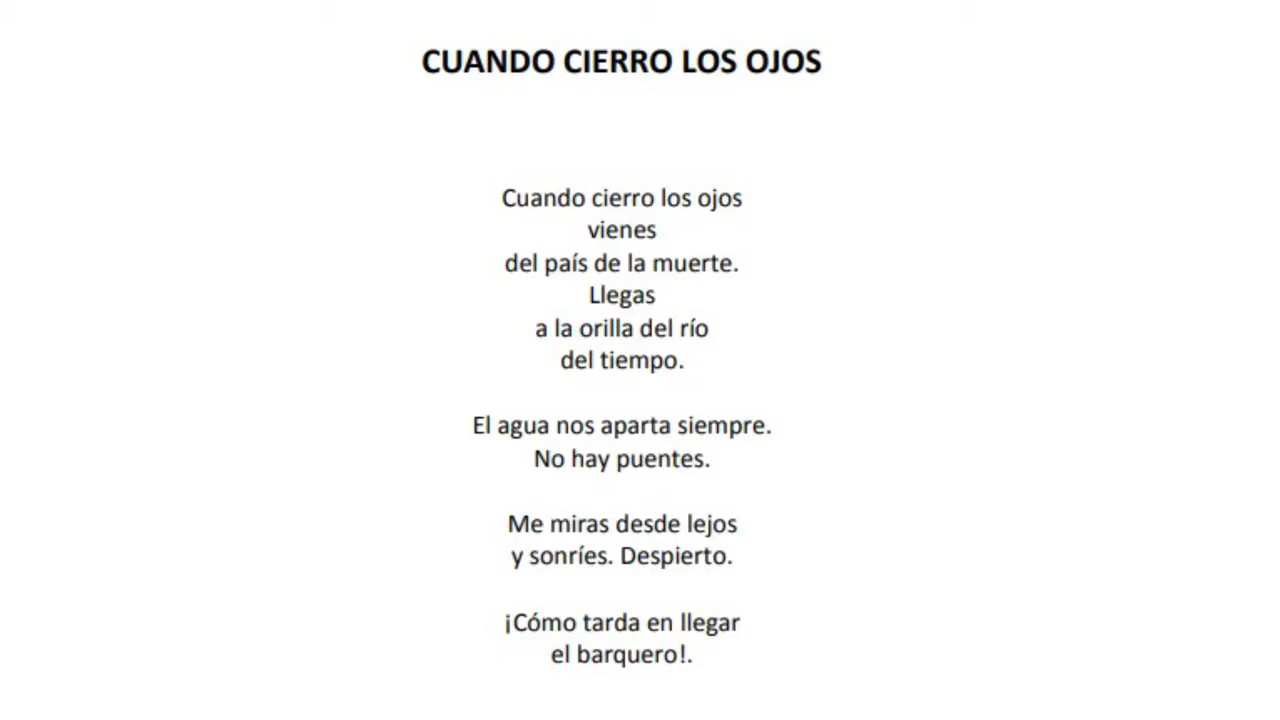 CUANDO CIERRO LOS OJOS
Cuando cierro los ojos
vienes
del país de la muerte.
Llegas
a la orilla del río
del tiempo.
El agua nos aparta siempre.
No hay puentes.
Me miras desde lejos
y sonríes. Despierto.
¡Cómo tarda en llegar
el barquero!.